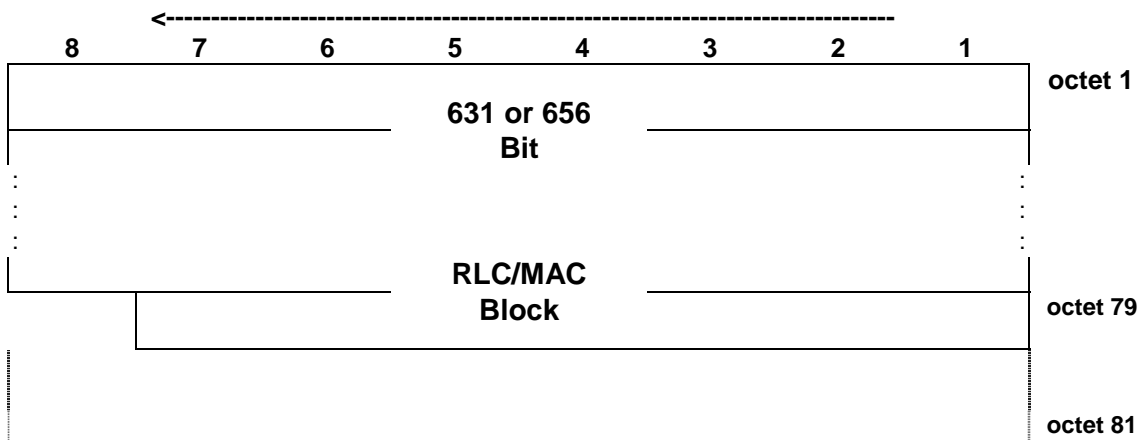 <--------------------------------------------------------------------------------
8 7 6 5 4 3 2 1
octet 1
631 or 656
Bit
:
:
:
:
:
:
RLC/MAC
Block
octet 79
octet 81